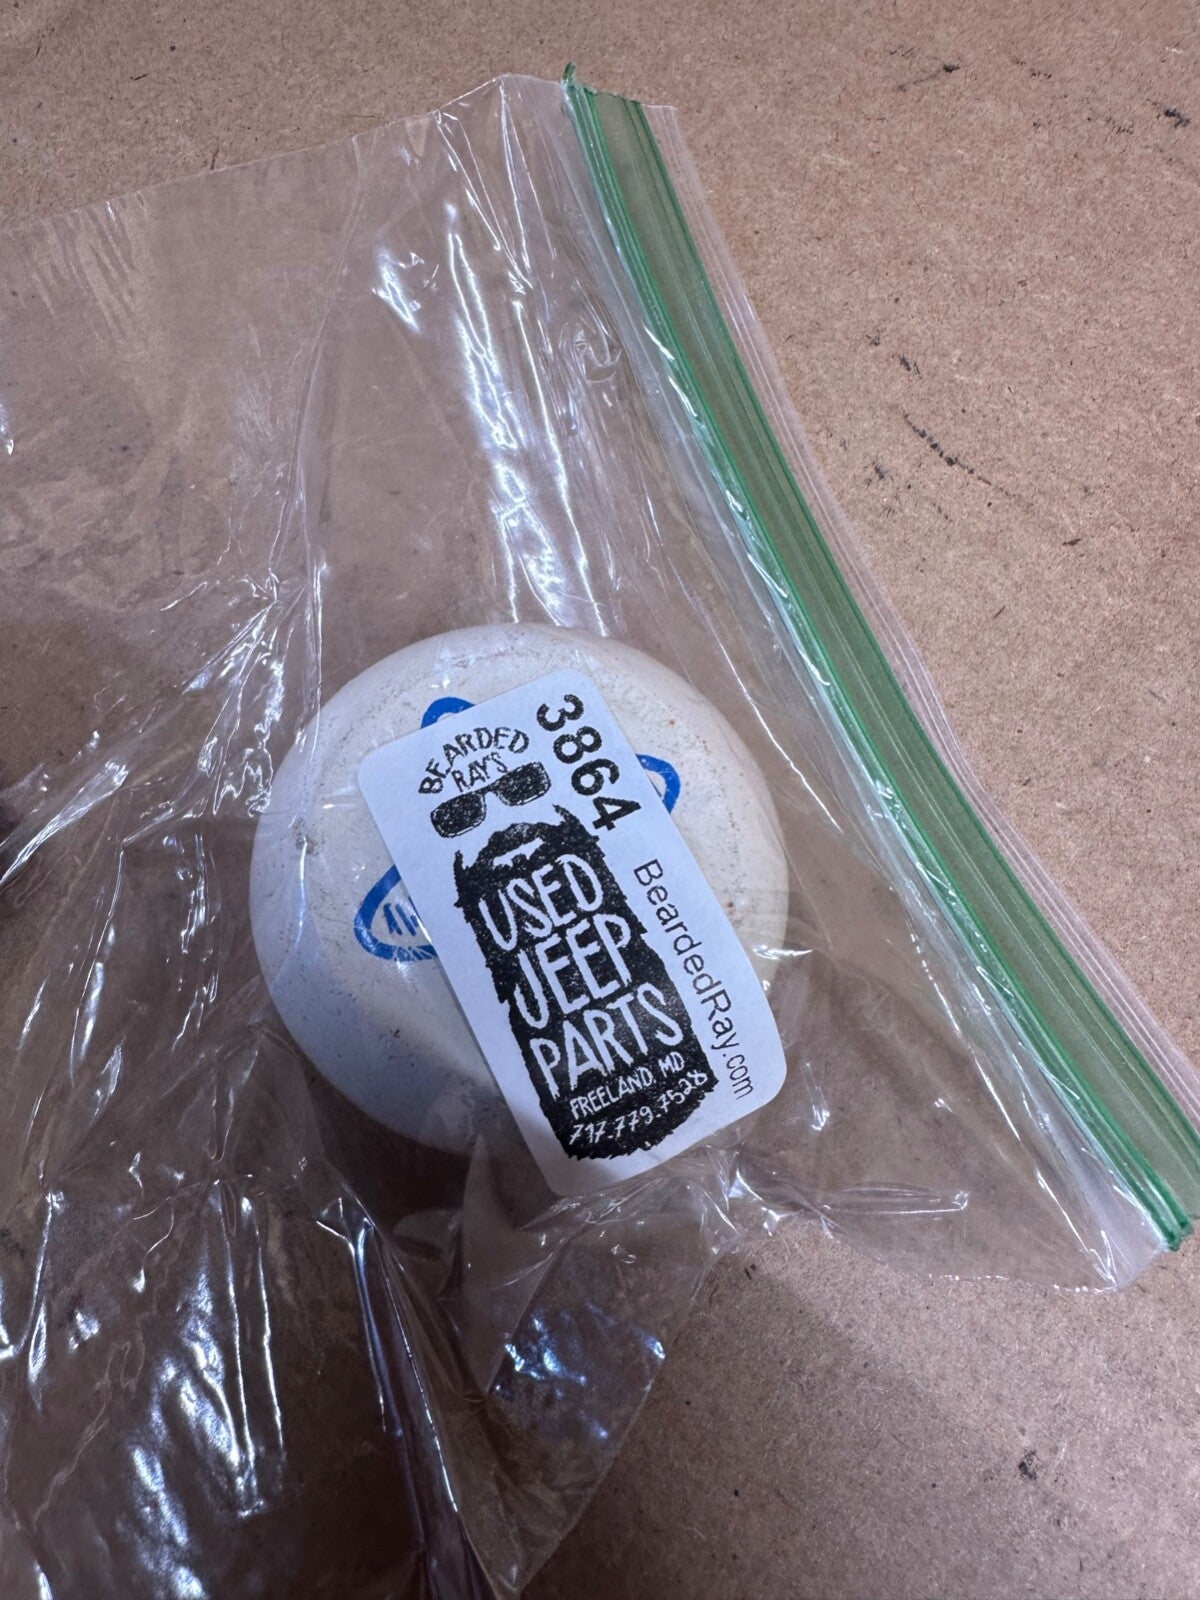 BEARDED
RAY'S
USED
JEEP
PARTS
FREELAND, MD
717.779.7528
3864
BeardedRay.com